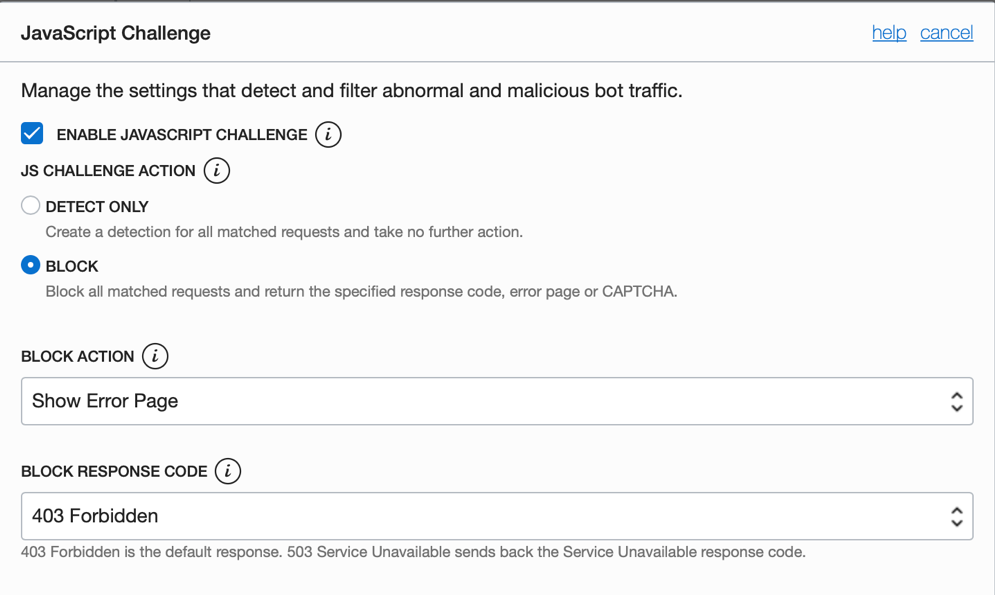 JavaScript Challenge help cancel
Manage the settings that detect and filter abnormal and malicious bot traffic.
ENABLE JAVASCRIPT CHALLENGE i
JS CHALLENGE ACTION i
DETECT ONLY
Create a detection for all matched requests and take no further action.
BLOCK
Block all matched requests and return the specified response code, error page or CAPTCHA.
BLOCK ACTION i
Show Error Page
BLOCK RESPONSE CODE i
403 Forbidden
403 Forbidden is the default response. 503 Service Unavailable sends back the Service Unavailable response code.